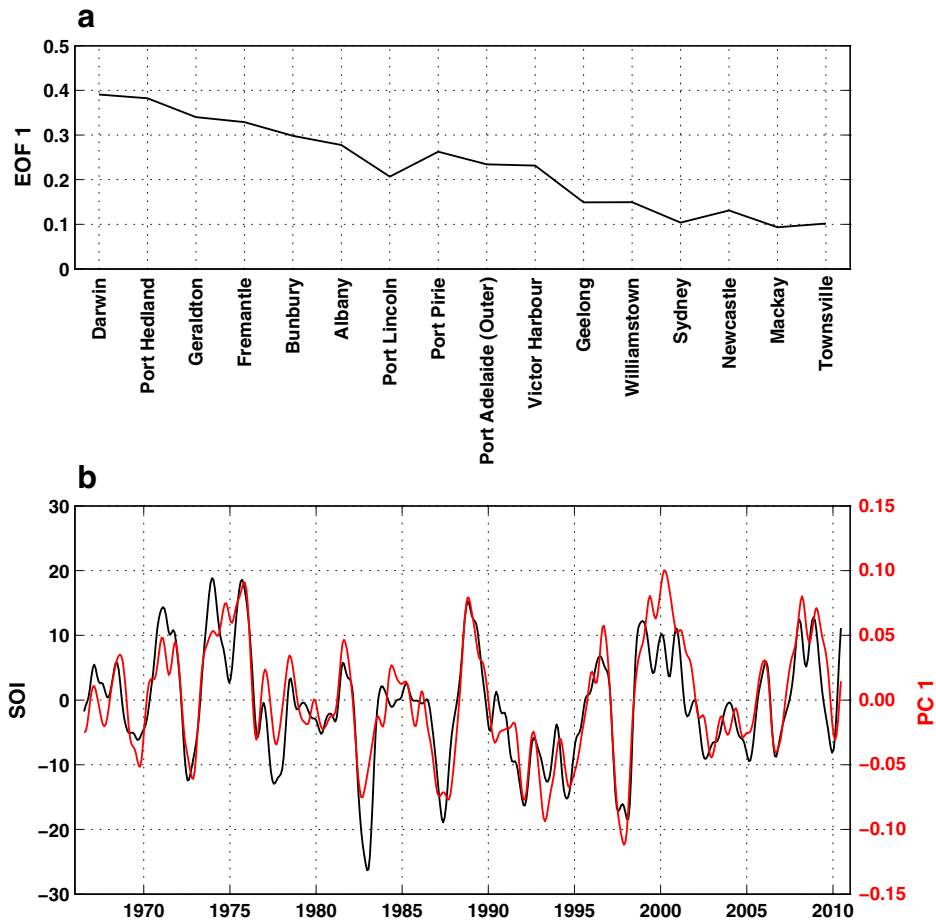 a
0.5
0.4
0.3
0.2
0.1
0
EOF 1
Darwin
Port Hedland
Geraldton
Fremantle
Bunbury
Albany
Port Lincoln
Port Pirie
Port Adelaide (Outer)
Victor Harbour
Geelong
Williamstown
Sydney
Newcastle
Mackay
Townsville
b
30
20
10
0
−10
−20
−30
SOI
0.15
0.10
0.05
0.00
−0.05
−0.10
−0.15
PC 1
1970 1975 1980 1985 1990 1995 2000 2005 2010